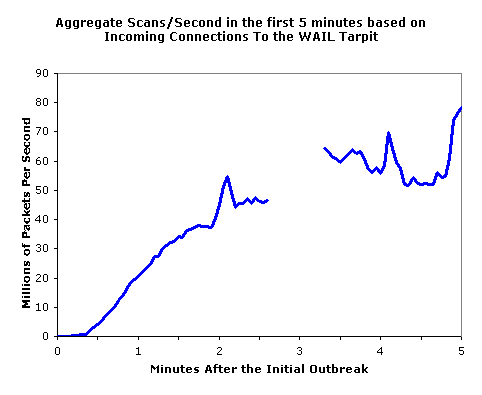 Aggregate Scans/Second in the first 5 minutes based on
Incoming Connections To the WAIL Tarpit
90
80
70
60
50
40
30
20
10
0
Millions of Packets Per Second
0 1 2 3 4 5
Minutes After the Initial Outbreak